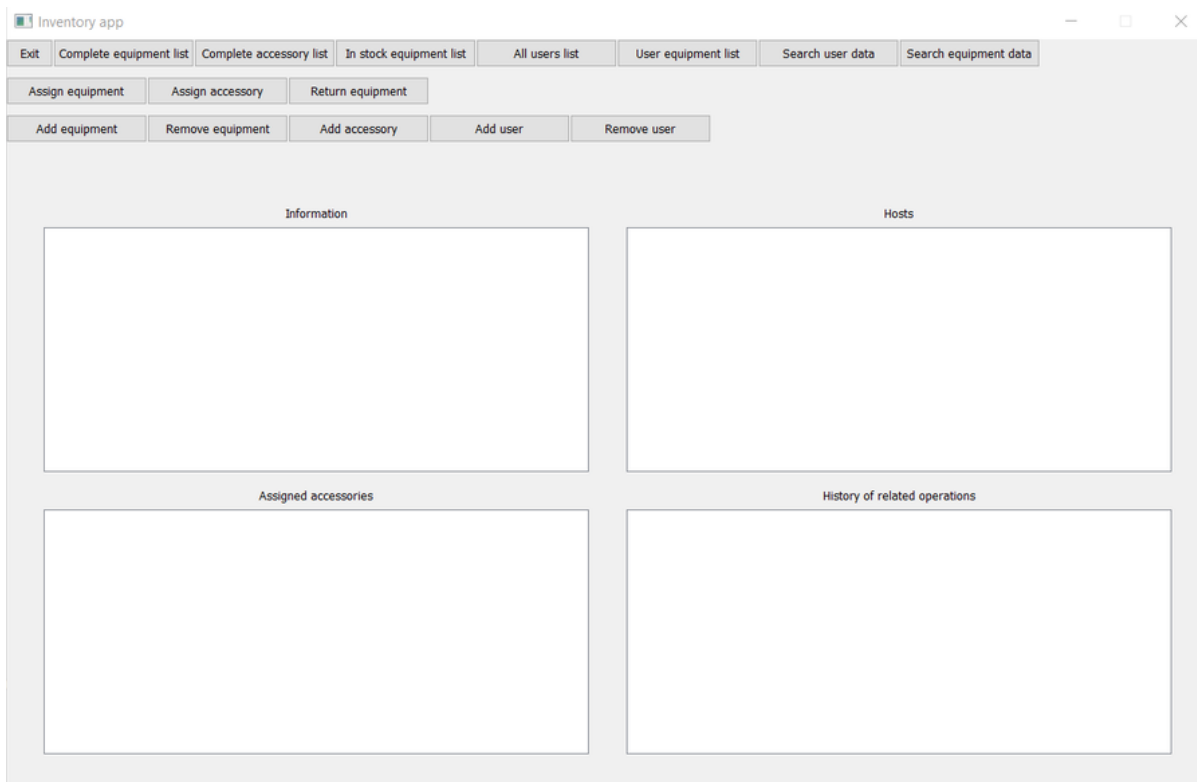 Inventory app
Exit Complete equipment list Complete accessory list In stock equipment list All users list User equipment list Search user data Search equipment data
Assign equipment Assign accessory Return equipment
Add equipment Remove equipment Add accessory Add user Remove user
Information Hosts
Assigned accessories History of related operations